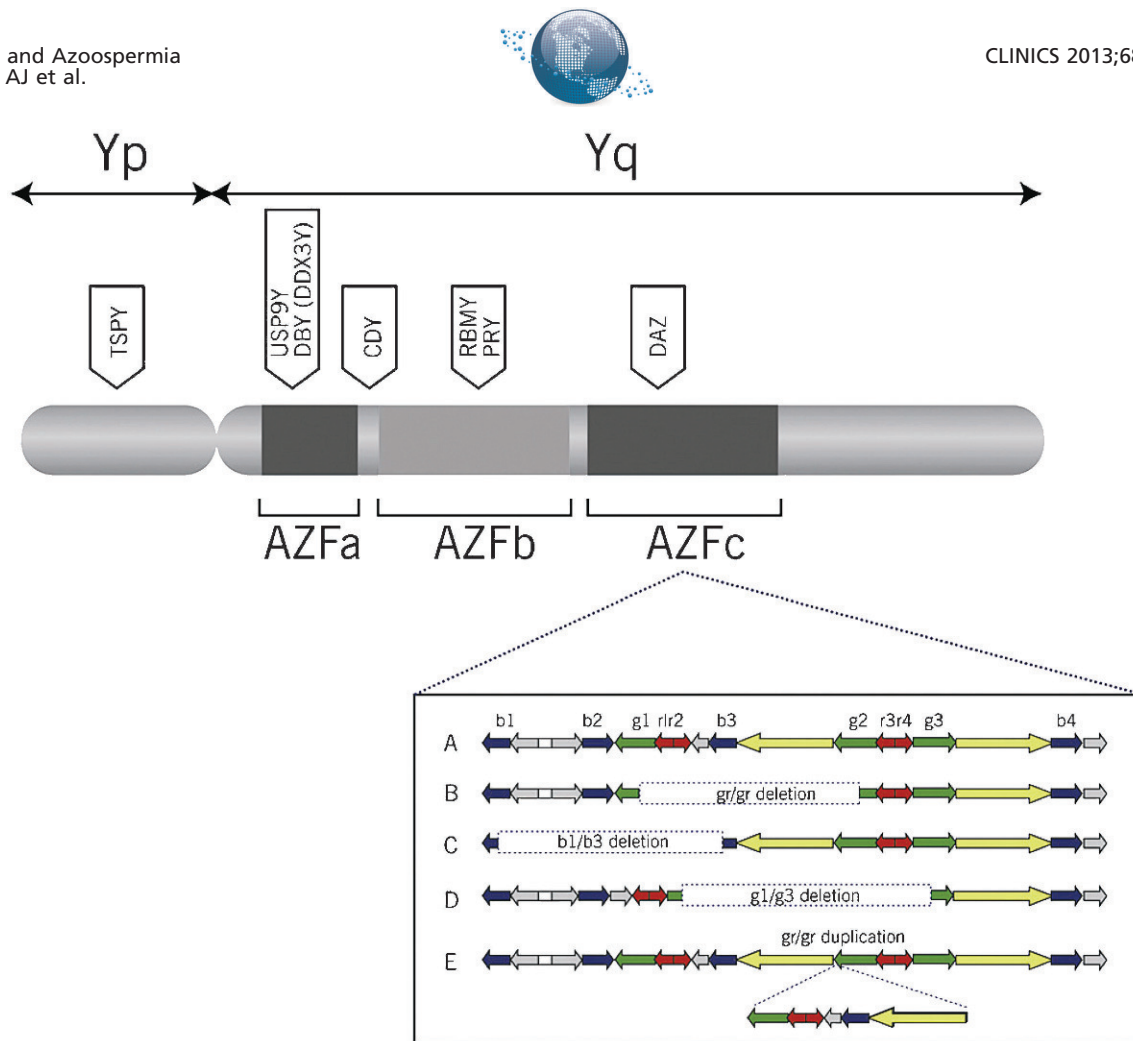 and Azoospermia
AJ et al.
CLINICS 2013;68
Yp
Yq
TSPY
USP9Y
DBY (DDX3Y)
CDY
RBMY
PRY
DAZ
AZFa
AZFb
AZFc
b1 b2 g1 rlr2 b3 g2 r3r4 g3 b4
A
B gr/gr deletion
C b1/b3 deletion
D g1/g3 deletion
gr/gr duplication
E